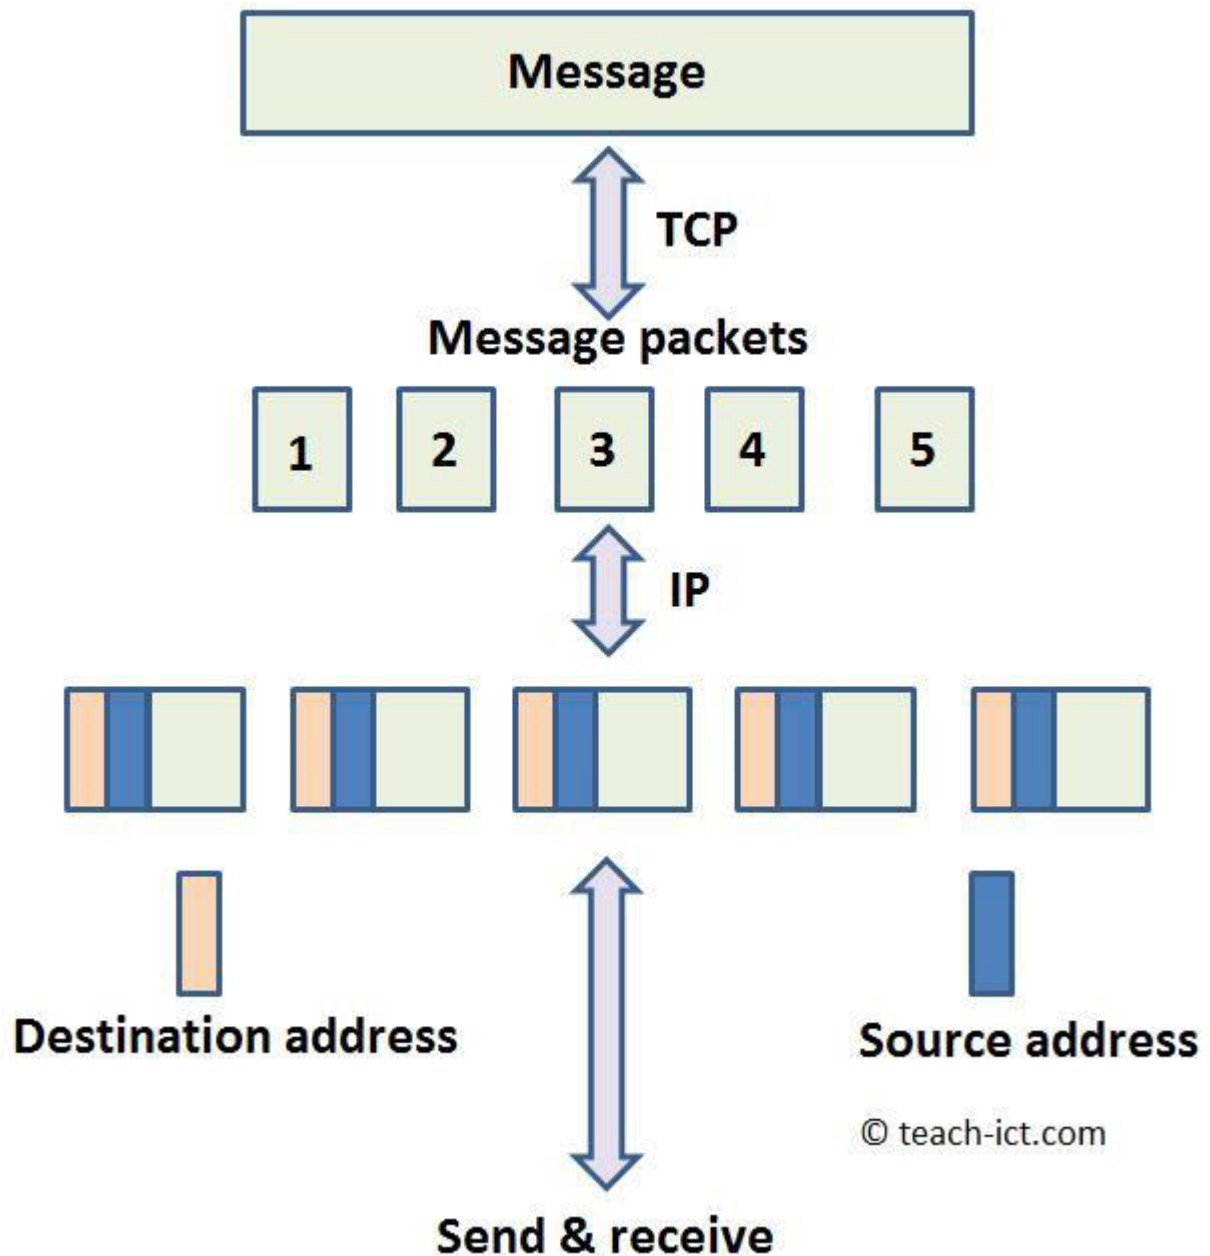 Message
TCP
Message packets
1 2 3 4 5
IP
Destination address
Source address
© teach-ict.com
Send & receive